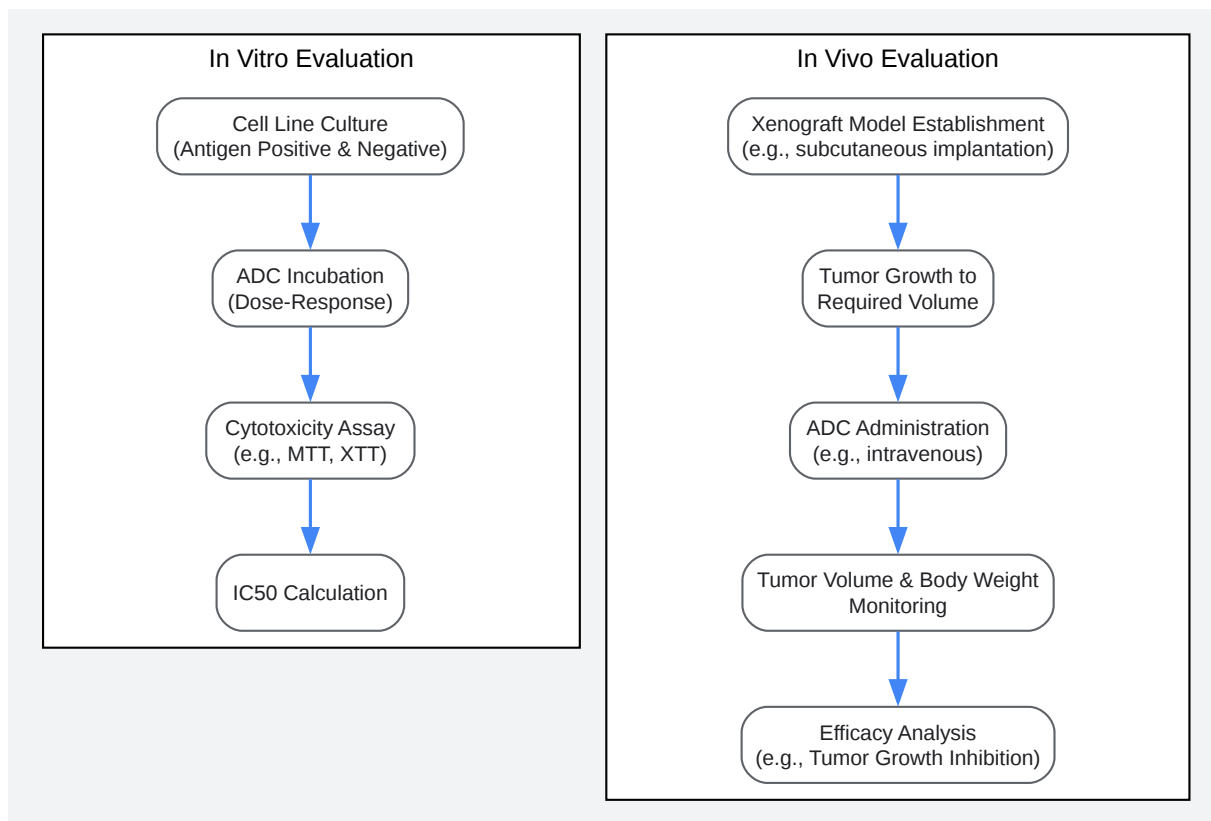 In Vitro Evaluation
Cell Line Culture
(Antigen Positive & Negative)
ADC Incubation
(Dose-Response)
Cytotoxicity Assay
(e.g., MTT, XTT)
IC50 Calculation
In Vivo Evaluation
Xenograft Model Establishment
(e.g., subcutaneous implantation)
Tumor Growth to
Required Volume
ADC Administration
(e.g., intravenous)
Tumor Volume & Body Weight
Monitoring
Efficacy Analysis
(e.g., Tumor Growth Inhibition)